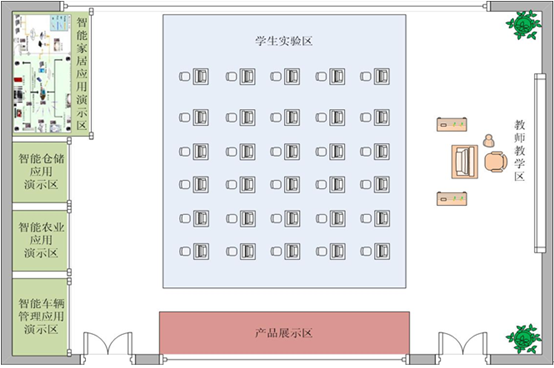 智能家居应用演示区
学生实验区
教师教学区
智能仓储
应用
演示区
智能农业
应用
演示区
智能车辆
管理应用
演示区
产品展示区